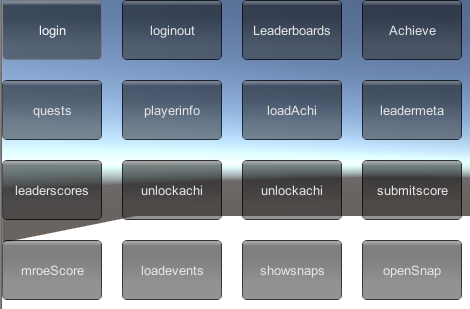 login
loginout
Leaderboards
Achieve
quests
playerinfo
loadAchi
leadermeta
leaderscores
unlockachi
unlockachi
submitscore
mroeScore
loadevents
showsnaps
openSnap